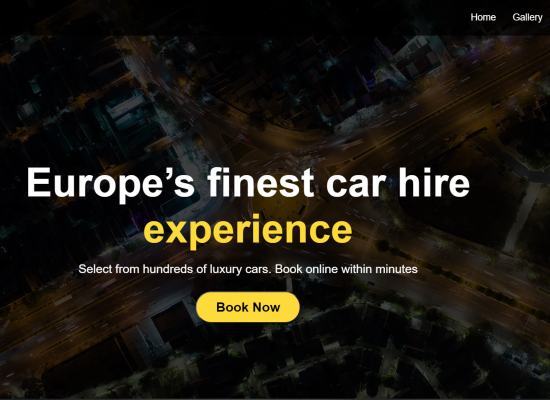 Home Gallery
Europe’s finest car hire
experience
Select from hundreds of luxury cars. Book online within minutes
Book Now